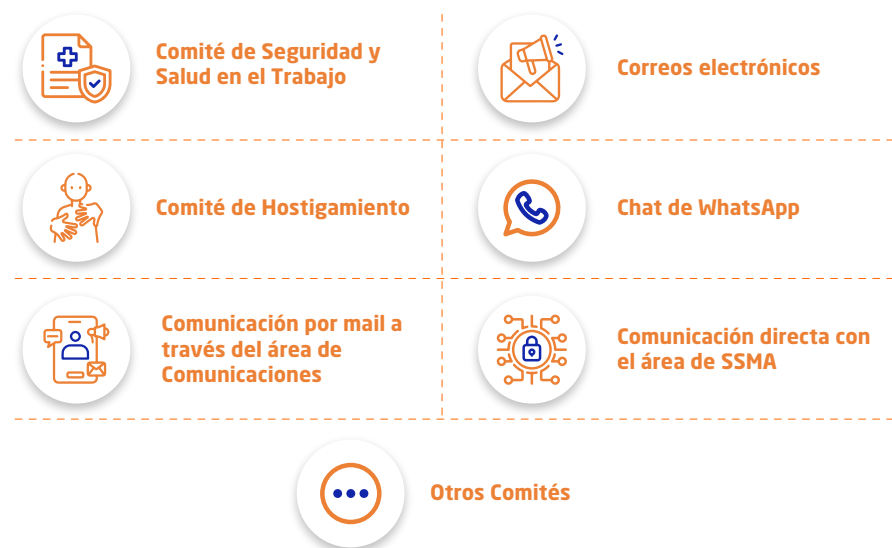 Comité de Seguridad y
Salud en el Trabajo
Correos electrónicos
Comité de Hostigamiento
Chat de WhatsApp
Comunicación por mail a
través del área de
Comunicaciones
Comunicación directa con
el área de SSMA
Otros Comités